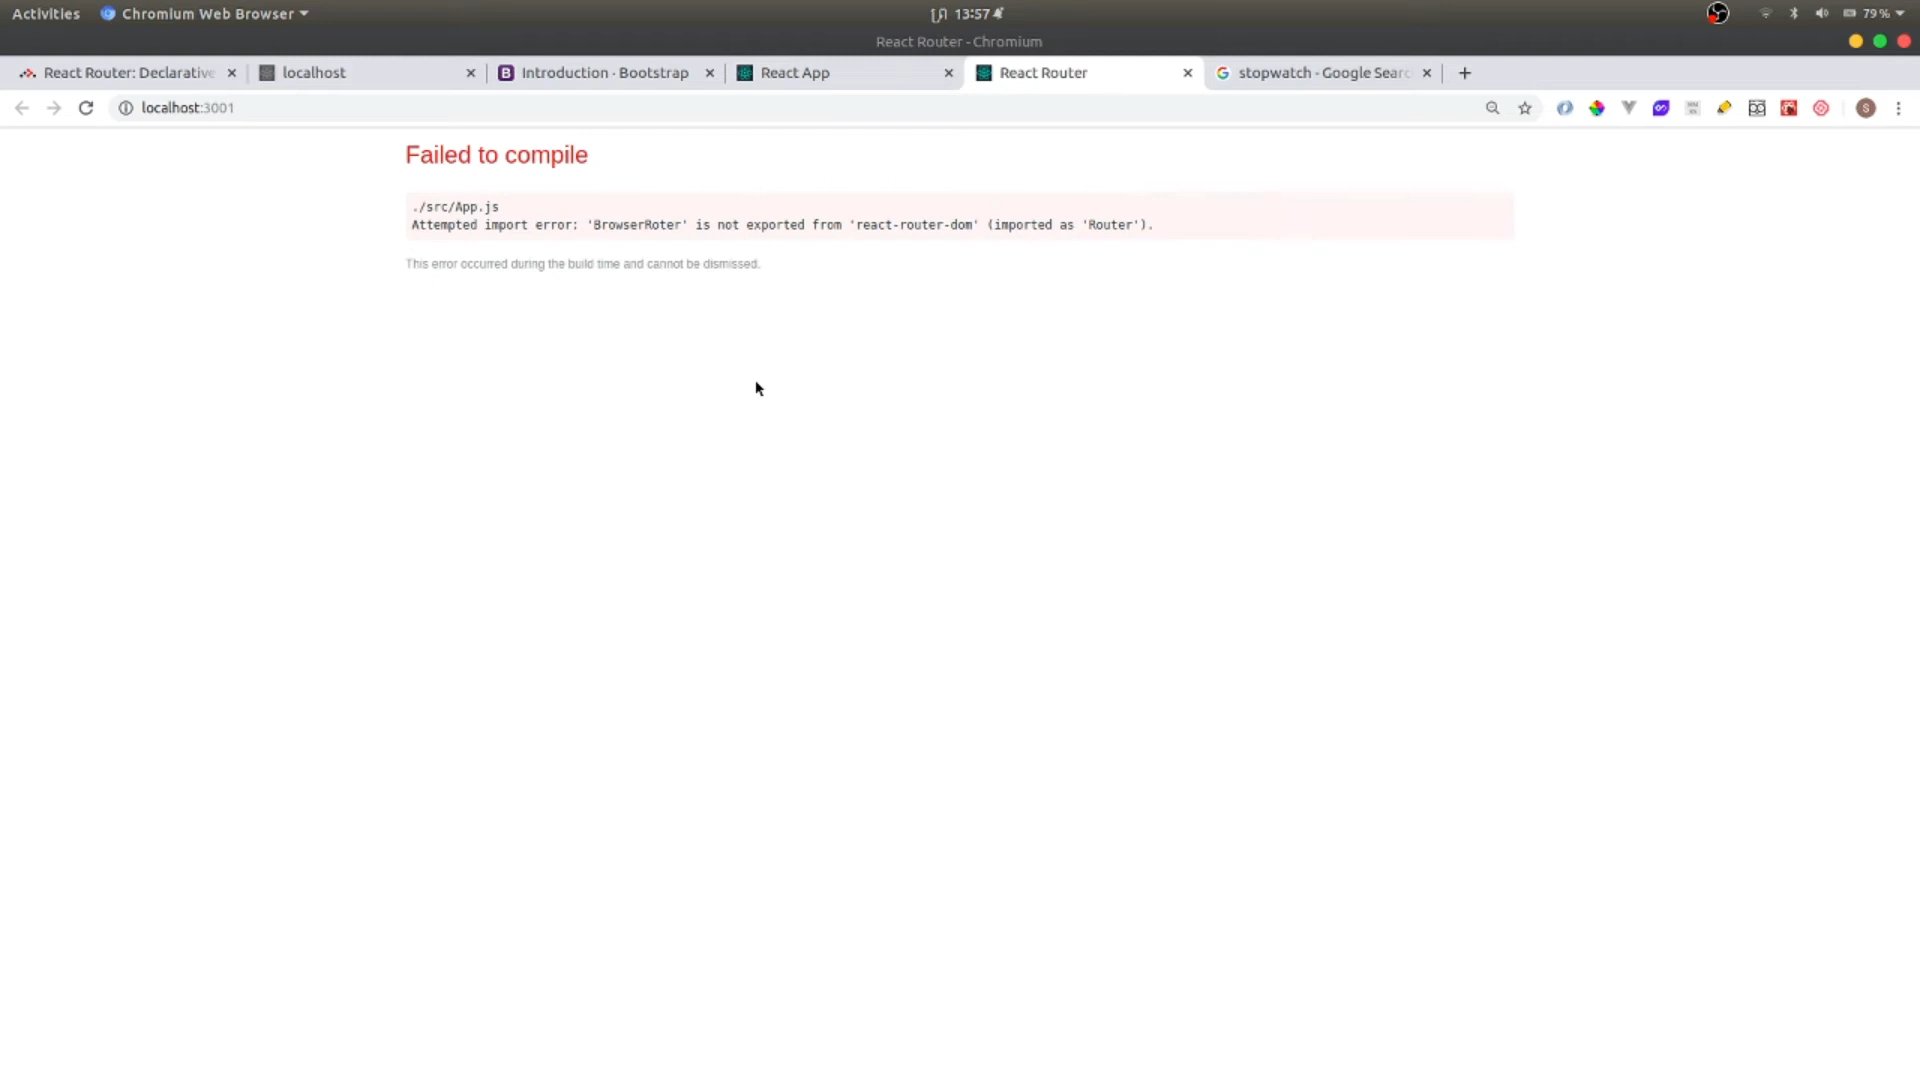 Activities Chromium Web Browser 13:57 79%
React Router - Chromium
React Router: Declarative localhost Introduction · Bootstrap React App React Router stopwatch - Google Searc
localhost:3001 S
Failed to compile
./src/App.js
Attempted import error: 'BrowserRoter' is not exported from 'react-router-dom' (imported as 'Router').
This error occurred during the build time and cannot be dismissed.